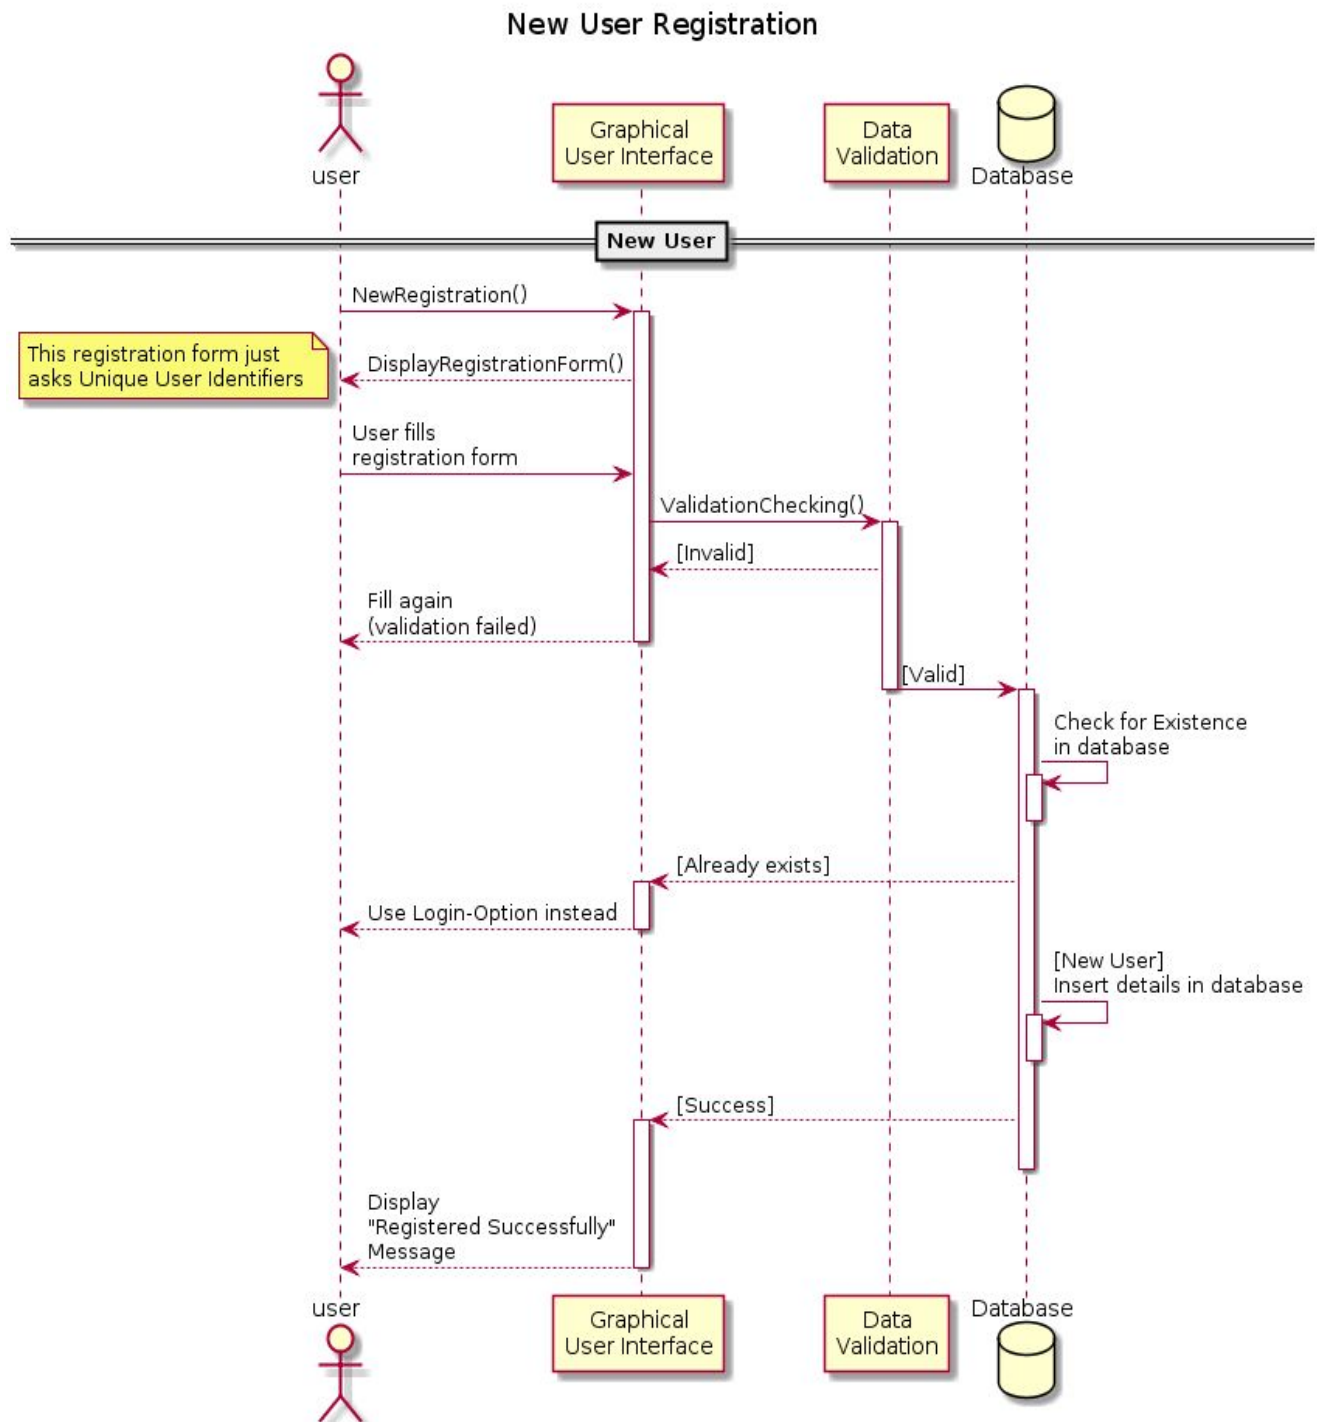 New User Registration
user
Graphical
User Interface
Data
Validation
Database
New User
NewRegistration()
This registration form just
asks Unique User Identifiers
DisplayRegistrationForm()
User fills
registration form
ValidationChecking()
[Invalid]
Fill again
(validation failed)
[Valid]
Check for Existence
in database
[Already exists]
Use Login-Option instead
[New User]
Insert details in database
[Success]
Display
"Registered Successfully"
Message
user
Graphical
User Interface
Data
Validation
Database